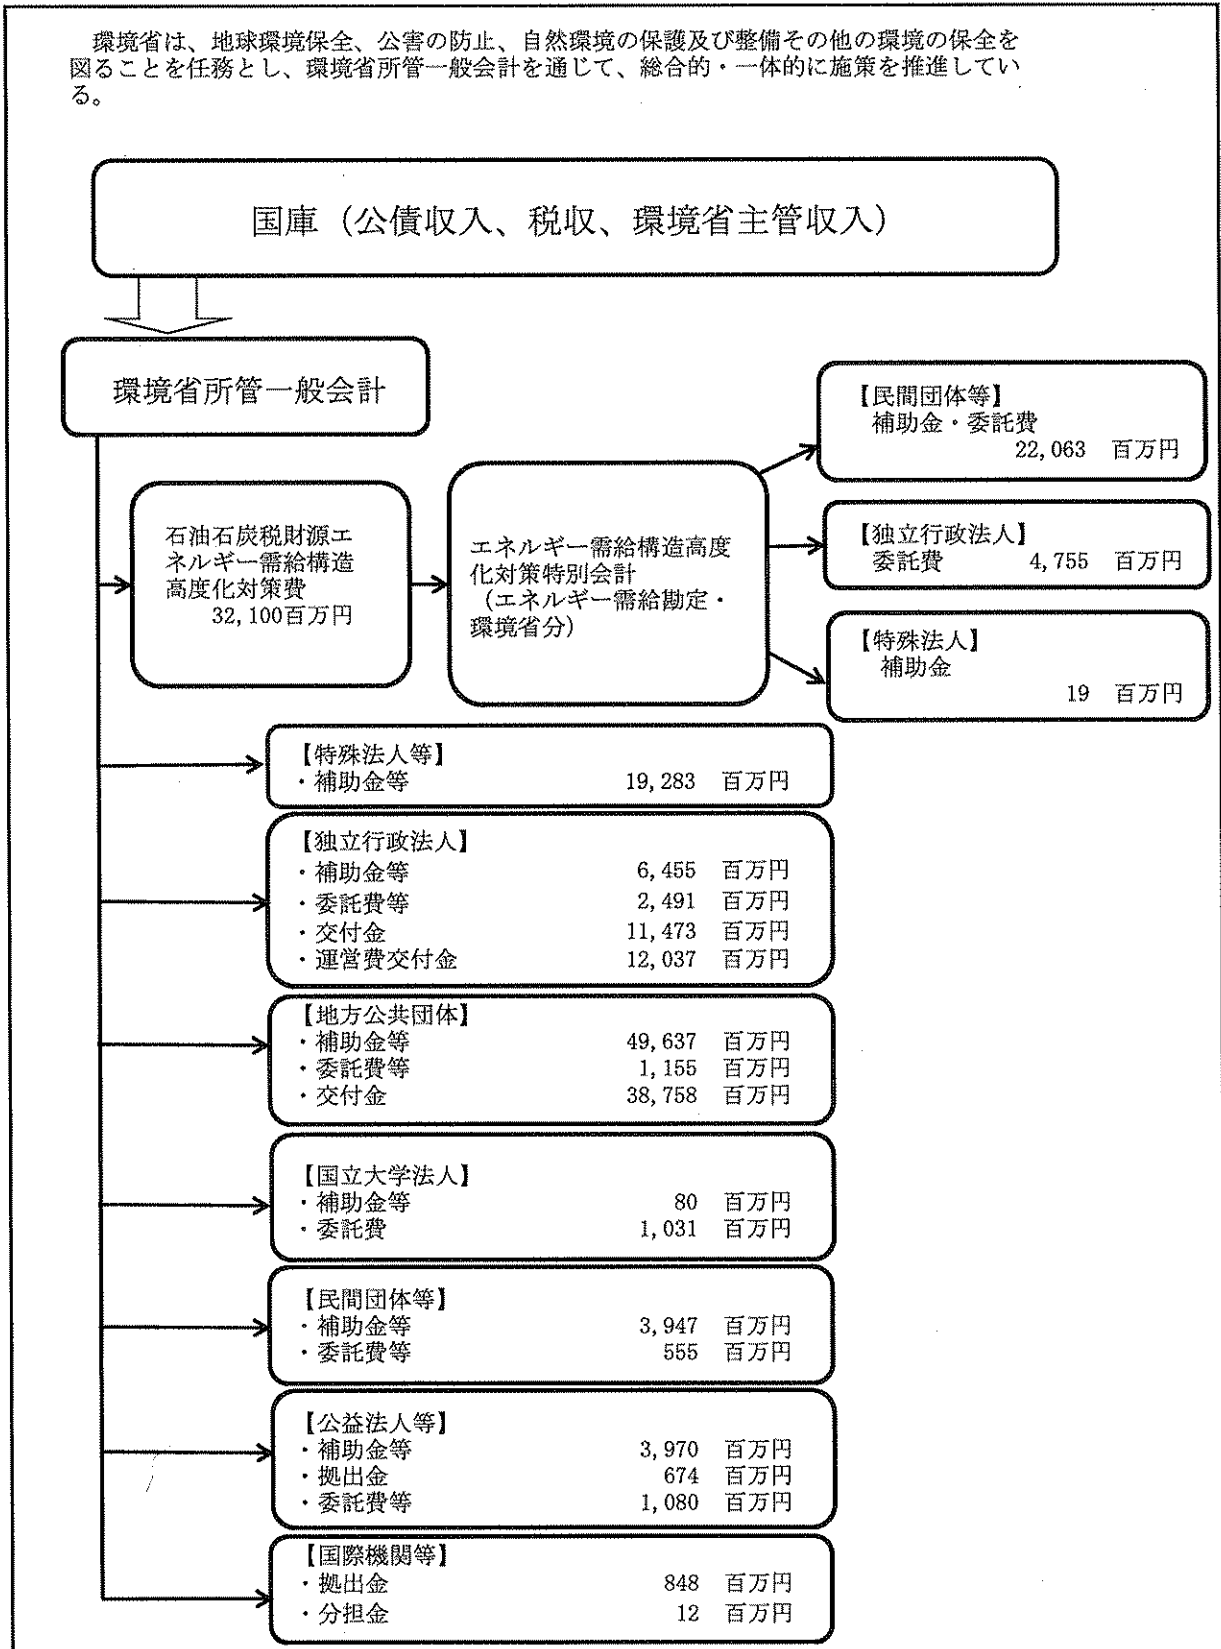 環境省は、地球環境保全、公害の防止、自然環境の保護及び整備その他の環境の保全を
図ることを任務とし、環境省所管一般会計を通じて、総合的・一体的に施策を推進してい
る。
国庫（公債収入、税収、環境省主管収入）
環境省所管一般会計
石油石炭税財源エ
ネルギー需給構造
高度化対策費
32,100百万円
エネルギー需給構造高度
化対策特別会計
（エネルギー需給勘定・
環境省分）
【民間団体等】
補助金・委託費
22,063 百万円
【独立行政法人】
委託費 4,755 百万円
【特殊法人】
補助金
19 百万円
【特殊法人等】
・補助金等 19,283 百万円
【独立行政法人】
・補助金等 6,455 百万円
・委託費等 2,491 百万円
・交付金 11,473 百万円
・運営費交付金 12,037 百万円
【地方公共団体】
・補助金等 49,637 百万円
・委託費等 1,155 百万円
・交付金 38,758 百万円
【国立大学法人】
・補助金等 80 百万円
・委託費 1,031 百万円
【民間団体等】
・補助金等 3,947 百万円
・委託費等 555 百万円
【公益法人等】
・補助金等 3,970 百万円
・拠出金 674 百万円
・委託費等 1,080 百万円
【国際機関等】
・拠出金 848 百万円
・分担金 12 百万円